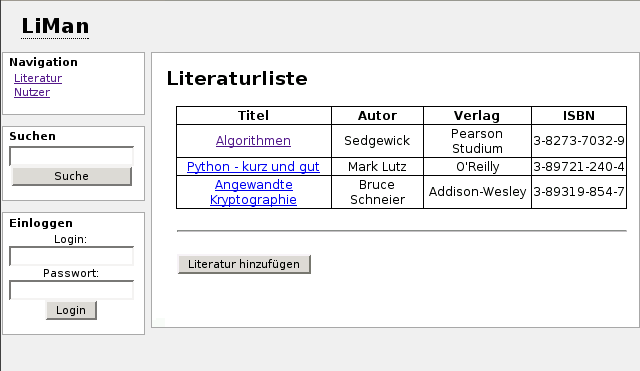 LiMan
Navigation
Literatur
Nutzer
Suchen
Suche
Einloggen
Login:
Passwort:
Login
Literaturliste
Titel Autor Verlag ISBN
Algorithmen Sedgewick Pearson Studium 3-8273-7032-9
Python - kurz und gut Mark Lutz O'Reilly 3-89721-240-4
Angewandte Kryptographie Bruce Schneier Addison-Wesley 3-89319-854-7
Literatur hinzufügen